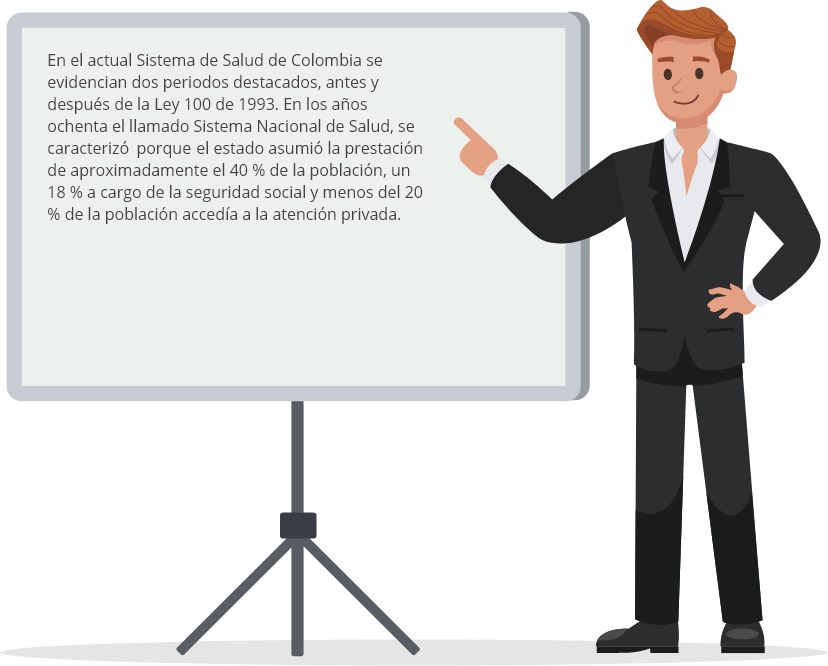 En el actual Sistema de Salud de Colombia se
evidencian dos periodos destacados, antes y
después de la Ley 100 de 1993. En los años
ochenta el llamado Sistema Nacional de Salud, se
caracterizó  porque el estado asumió la prestación
de aproximadamente el 40 % de la población, un
18 % a cargo de la seguridad social y menos del 20
% de la población accedía a la atención privada.